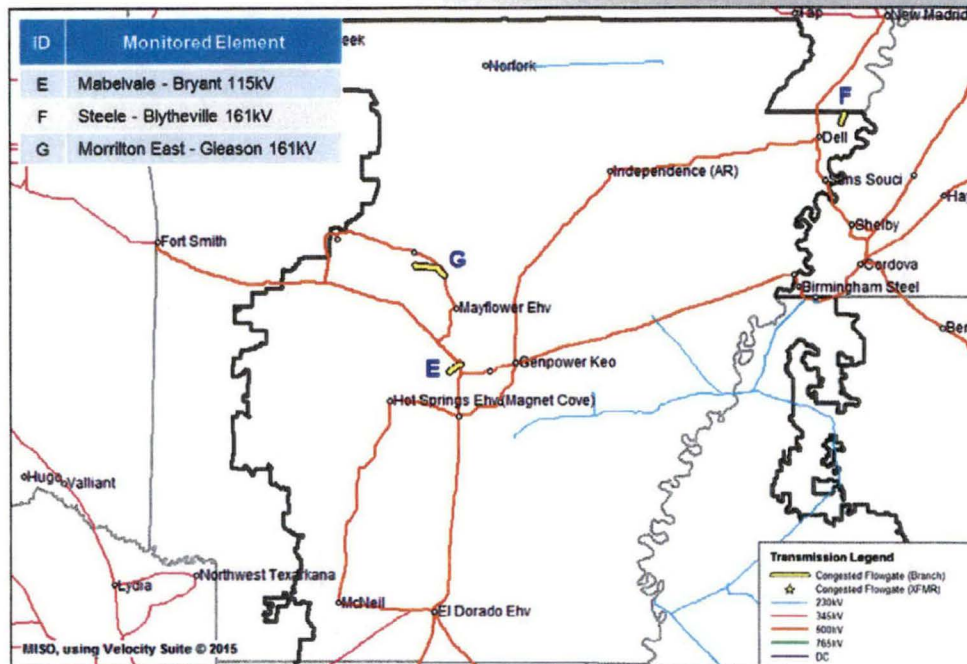 ID Monitored Element
E Mabelvale - Bryant 115kV
F Steele - Blytheville 161kV
G Morrilton East - Gleason 161kV
eek
Tap
New Madrid
Norfork
F
Dell
Independence (AR)
Sans Souci
Ha
Shelby
Fort Smith
Cordova
G
Birmingham Steel
Mayflower Ehv
Ber
E
Genpower Keo
Hot Springs Ehv(Magnet Cove)
Hugo
Valliant
Northwest Texarkana
Lydia
McNeil
El Dorado Ehv
MISO, using Velocity Suite © 2015
Transmission Legend
Congested Flowgate (Branch)
Congested Flowgate (XFMR)
230kV
345kV
500kV
765kV
DC